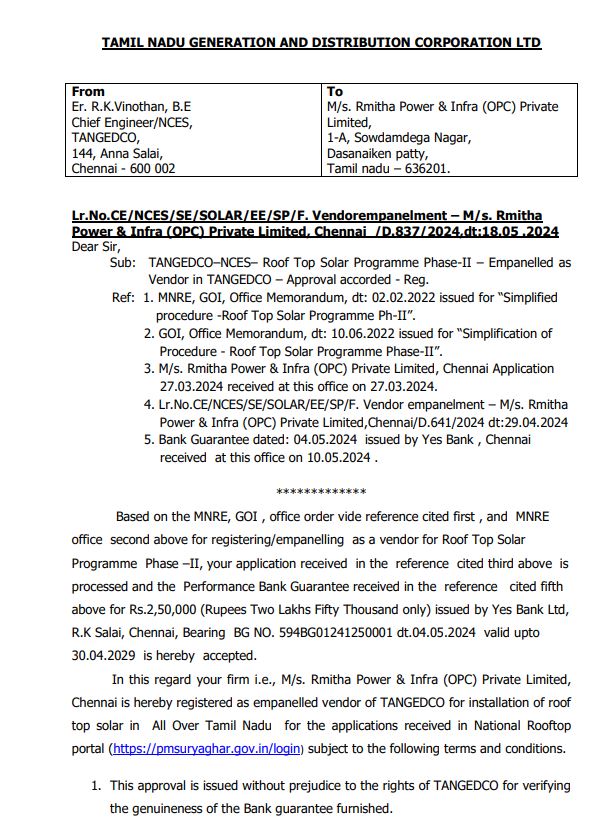 TAMIL NADU GENERATION AND DISTRIBUTION CORPORATION LTD
From
Er. R.K.Vinothan, B.E
Chief Engineer/NCES,
TANGEDCO,
144, Anna Salai,
Chennai - 600 002
To
M/s. Rmitha Power & Infra (OPC) Private
Limited,
1-A, Sowdamdega Nagar,
Dasanaiken patty,
Tamil nadu – 636201.
Lr.No.CE/NCES/SE/SOLAR/EE/SP/F. Vendorempanelment – M/s. Rmitha
Power & Infra (OPC) Private Limited, Chennai /D.837/2024,dt:18.05 .2024
Dear Sir,
Sub: TANGEDCO–NCES– Roof Top Solar Programme Phase-II – Empanelled as
Vendor in TANGEDCO – Approval accorded - Reg.
Ref: 1. MNRE, GOI, Office Memorandum, dt: 02.02.2022 issued for “Simplified
procedure -Roof Top Solar Programme Ph-II”.
2. GOI, Office Memorandum, dt: 10.06.2022 issued for “Simplification of
Procedure - Roof Top Solar Programme Phase-II”.
3. M/s. Rmitha Power & Infra (OPC) Private Limited, Chennai Application
27.03.2024 received at this office on 27.03.2024.
4. Lr.No.CE/NCES/SE/SOLAR/EE/SP/F. Vendor empanelment – M/s. Rmitha
Power & Infra (OPC) Private Limited,Chennai/D.641/2024 dt:29.04.2024
5. Bank Guarantee dated: 04.05.2024 issued by Yes Bank , Chennai
received at this office on 10.05.2024 .
*************
Based on the MNRE, GOI , office order vide reference cited first , and MNRE
office second above for registering/empanelling as a vendor for Roof Top Solar
Programme Phase –II, your application received in the reference cited third above is
processed and the Performance Bank Guarantee received in the reference cited fifth
above for Rs.2,50,000 (Rupees Two Lakhs Fifty Thousand only) issued by Yes Bank Ltd,
R.K Salai, Chennai, Bearing BG NO. 594BG01241250001 dt.04.05.2024 valid upto
30.04.2029 is hereby accepted.
In this regard your firm i.e., M/s. Rmitha Power & Infra (OPC) Private Limited,
Chennai is hereby registered as empanelled vendor of TANGEDCO for installation of roof
top solar in All Over Tamil Nadu for the applications received in National Rooftop
portal (https://pmsuryaghar.gov.in/login) subject to the following terms and conditions.
1. This approval is issued without prejudice to the rights of TANGEDCO for verifying
the genuineness of the Bank guarantee furnished.